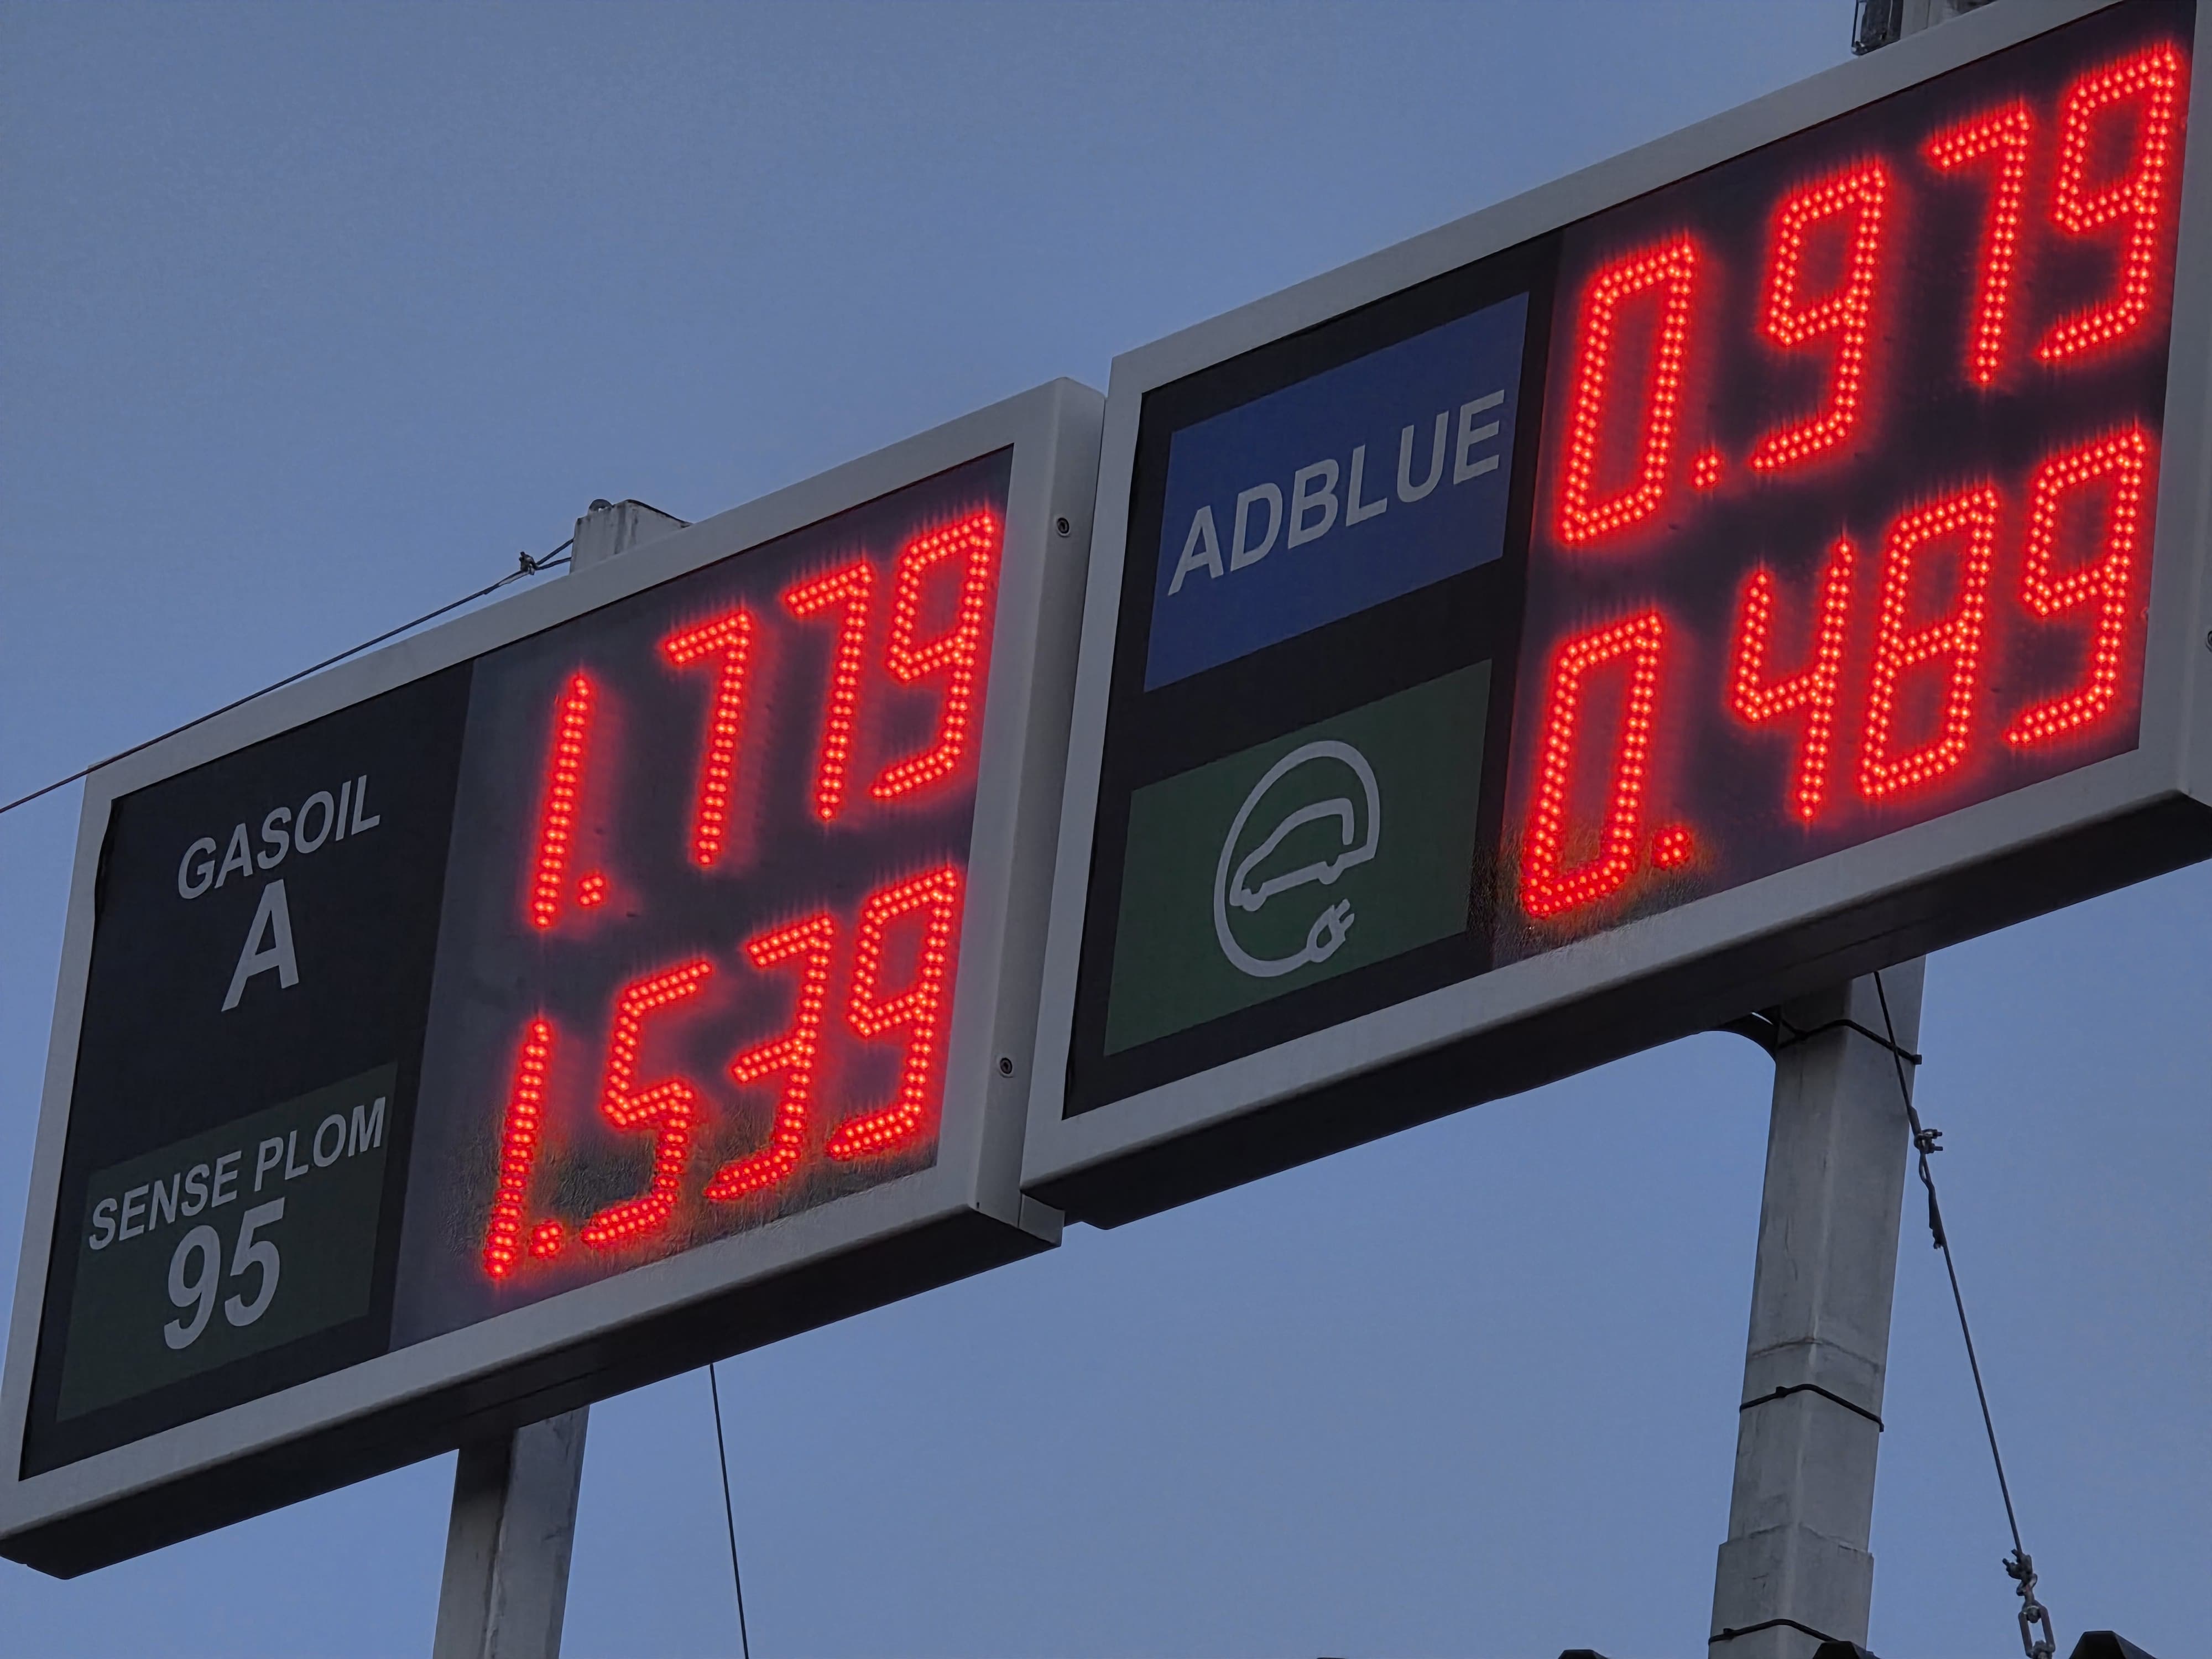 GASOIL
A
1.779
SENSE PLOM
95
1.539
ADBLUE
0.979
0.489